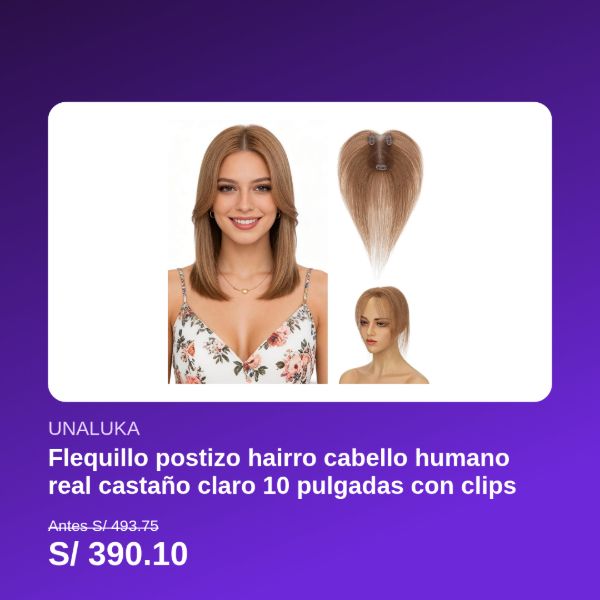 UNALUKA
Flequillo postizo hairro cabello humano
real castaño claro 10 pulgadas con clips
Antes S/ 493.75
S/ 390.10